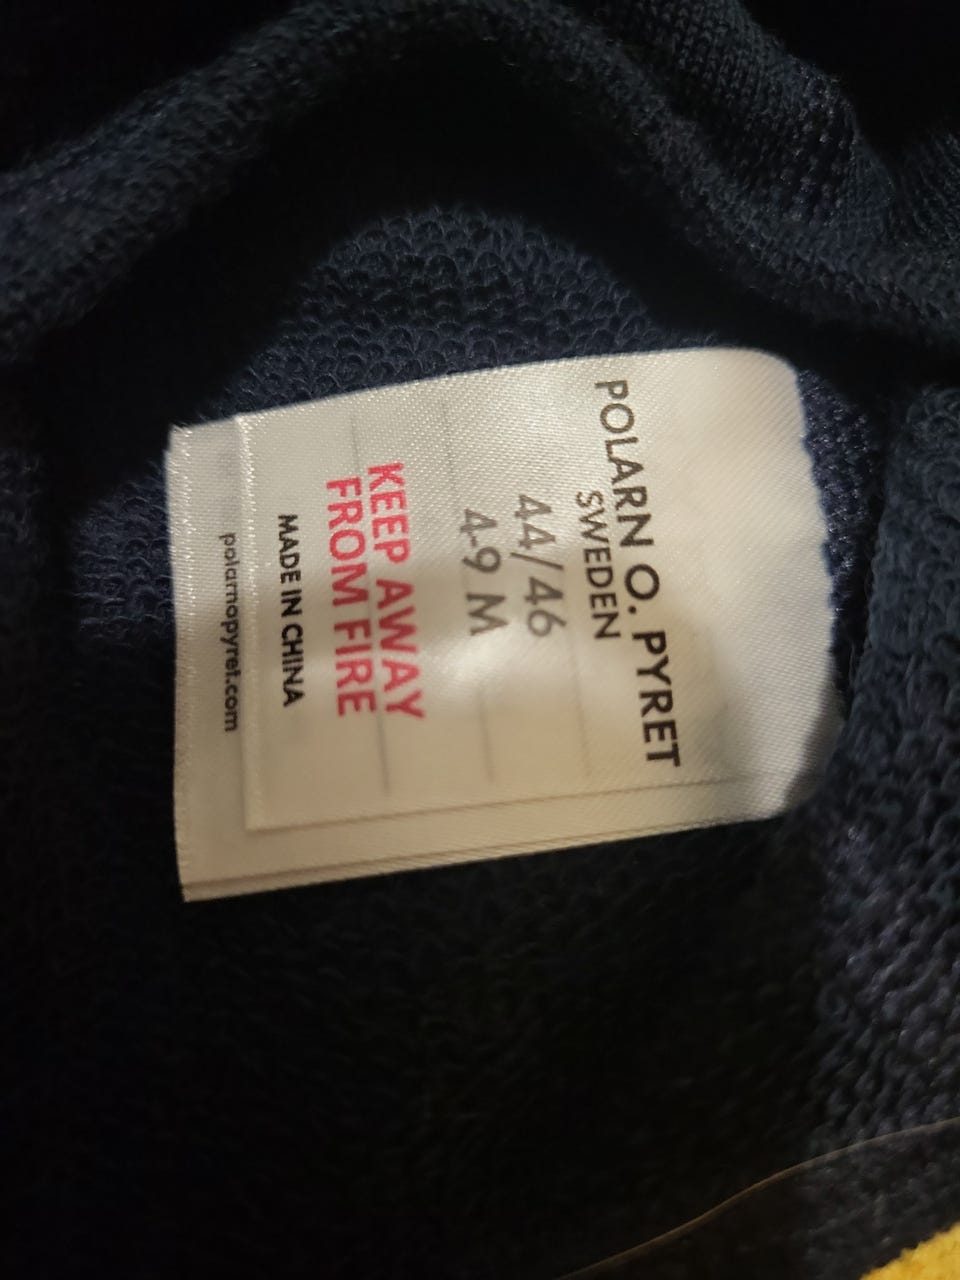 POLARN O. PYRET
SWEDEN
44/46
4-9 M
KEEP AWAY
FROM FIRE
MADE IN CHINA
polarnopyret.com